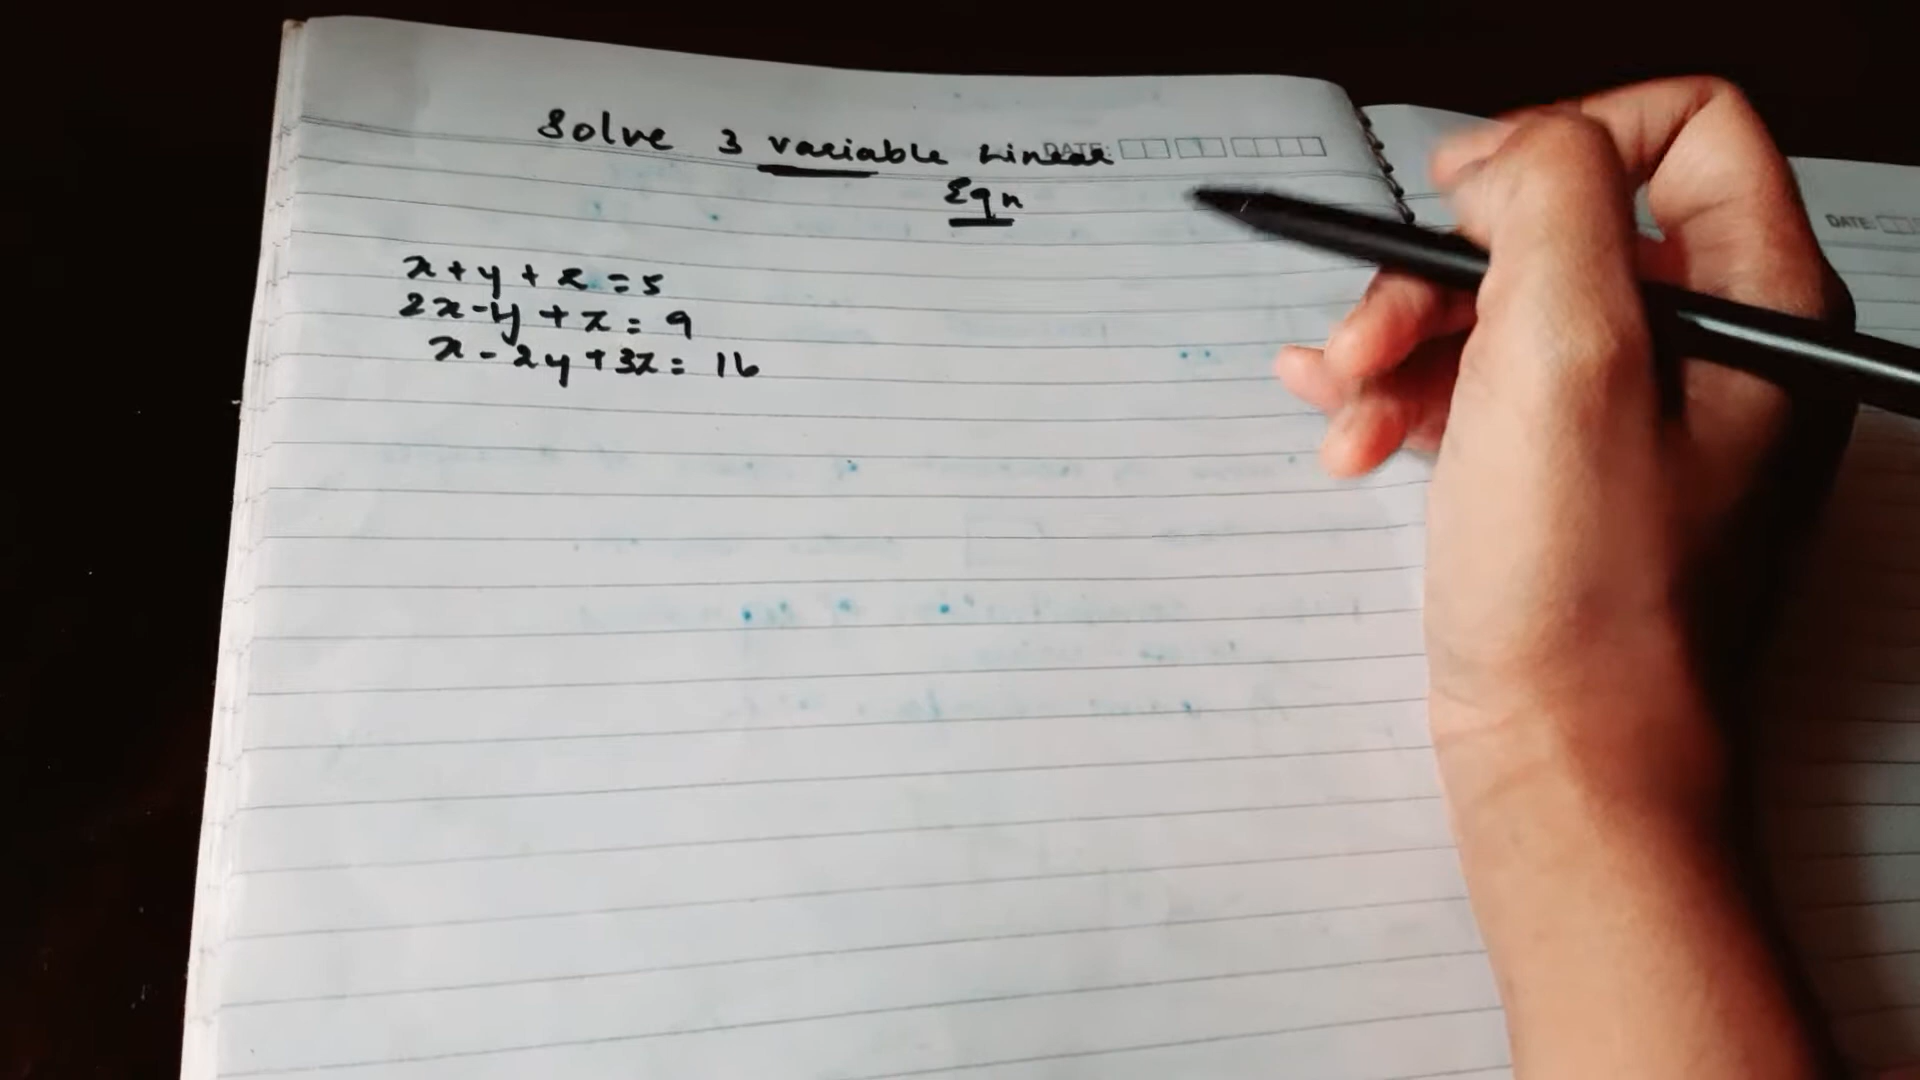 Solve 3 variable Linear
DATE:
Eqn
x+y+z=5
2x-y+z=9
x-2y+3z=16
DATE: